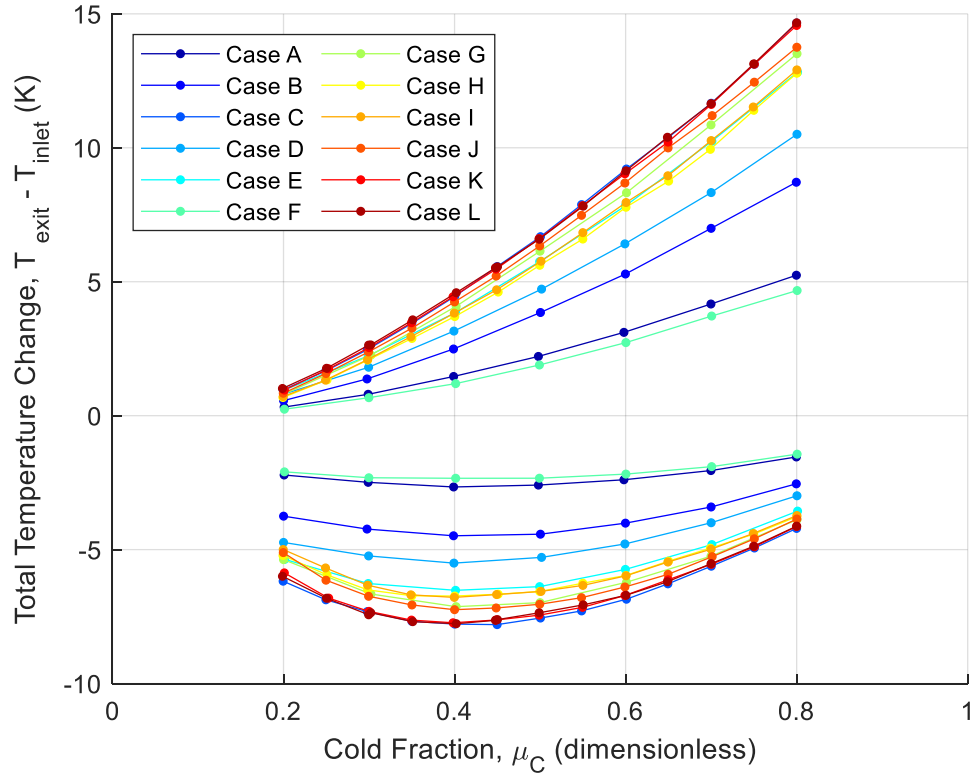 Total Temperature Change, T_exit - T_inlet (K)
15
10
5
0
-5
-10
Case A
Case B
Case C
Case D
Case E
Case F
Case G
Case H
Case I
Case J
Case K
Case L
0 0.2 0.4 0.6 0.8 1
Cold Fraction, μ_C (dimensionless)